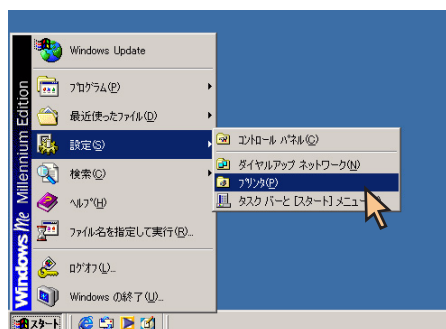 Windows Update
プログラム(P)
最近使ったファイル(D)
設定(S)
検索(C)
ヘルプ(H)
ファイル名を指定して実行(R)...
ログオフ(L)...
Windows の終了(U)...
Windows Me Millennium Edition
コントロール パネル(C)
ダイヤルアップ ネットワーク(N)
プリンタ(P)
タスク バーと [スタート] メニュー
スタート